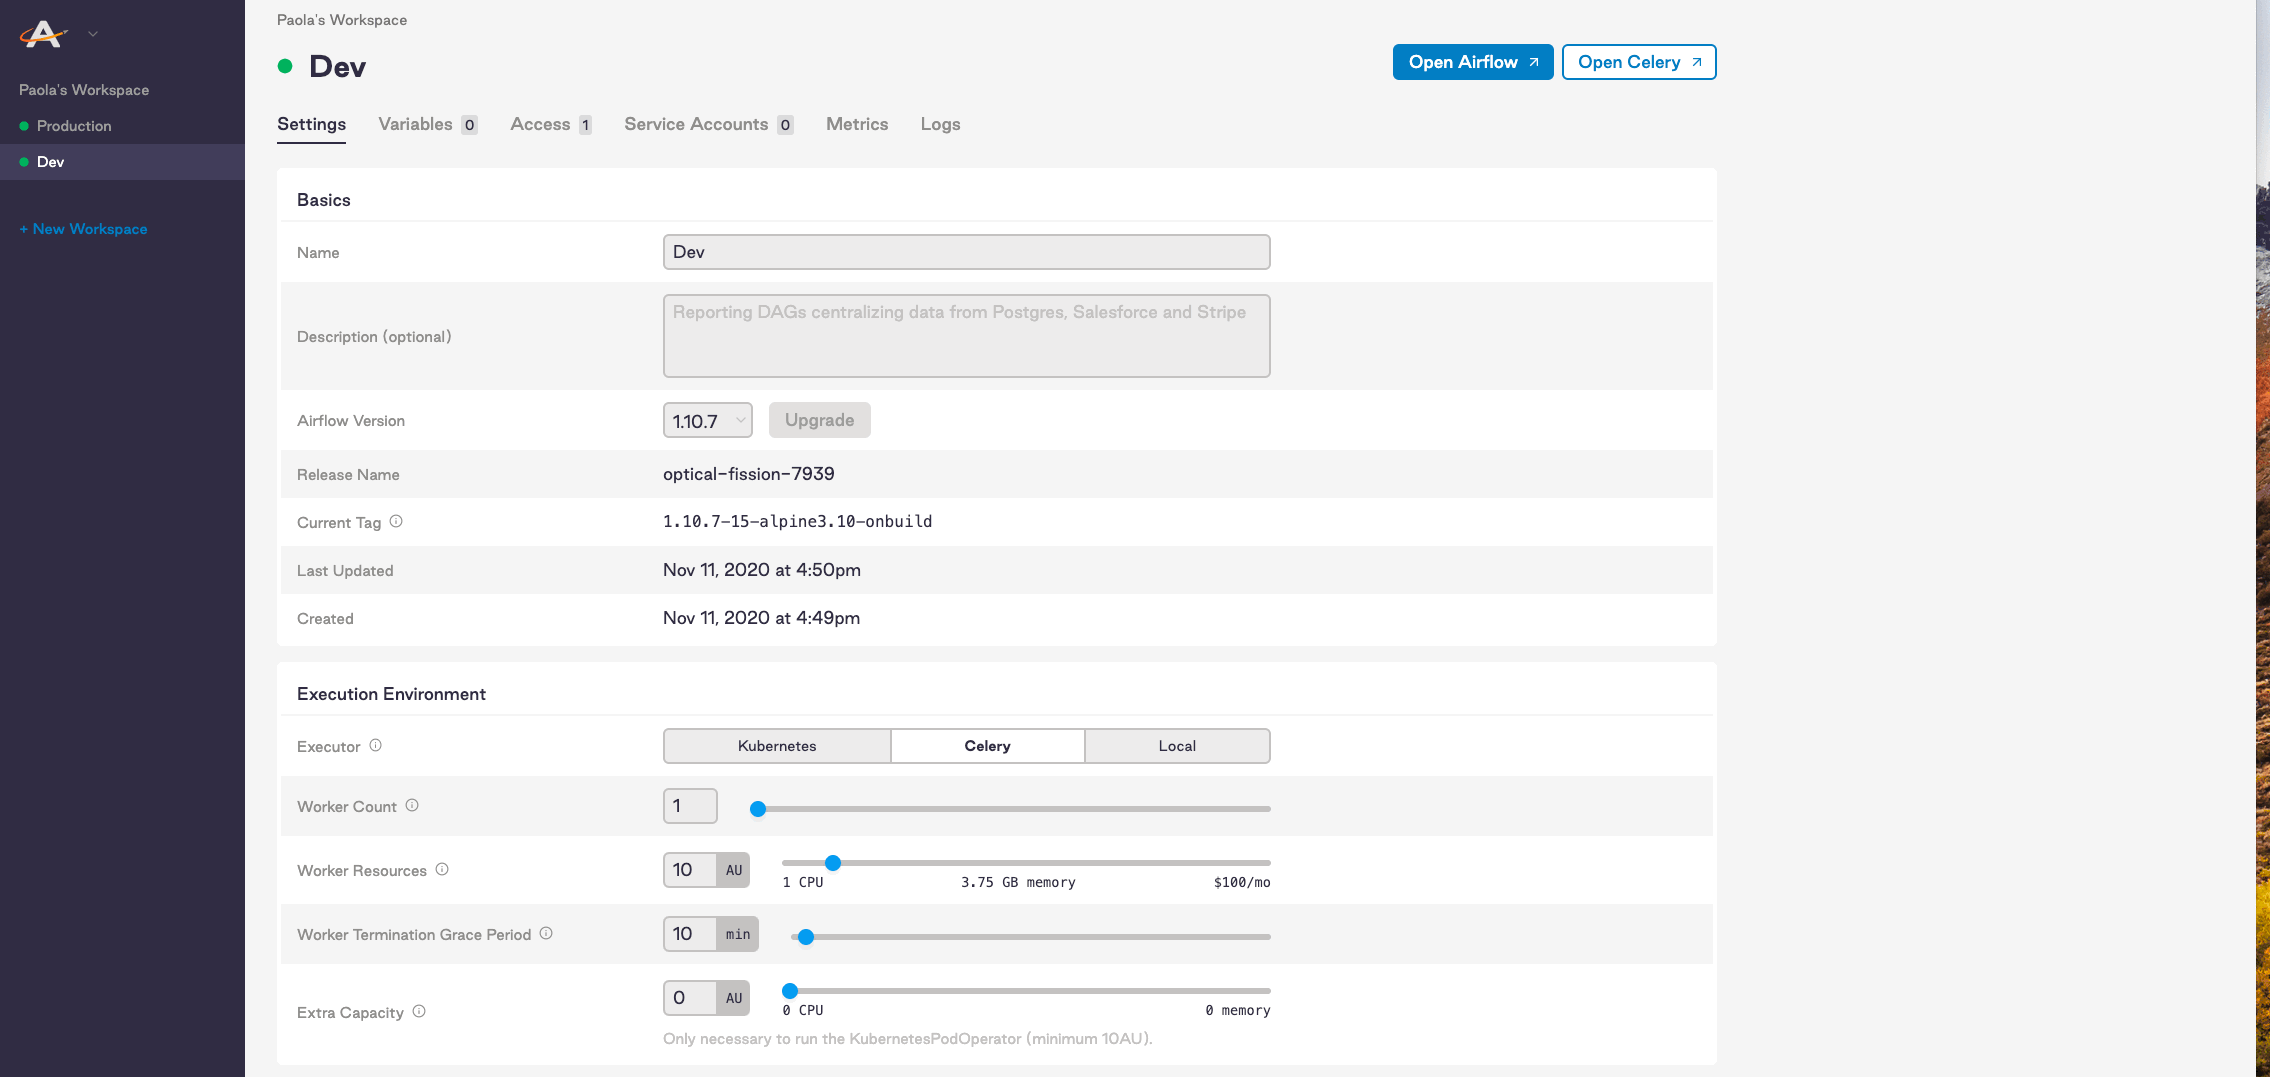 Paola's Workspace
Production
Dev
+ New Workspace
Paola's Workspace
Dev
Open Airflow
Open Celery
Settings
Variables 0
Access 1
Service Accounts 0
Metrics
Logs
Basics
Name
Dev
Description (optional)
Reporting DAGs centralizing data from Postgres, Salesforce and Stripe
Airflow Version
1.10.7
Upgrade
Release Name
optical-fission-7939
Current Tag
1.10.7-15-alpine3.10-onbuild
Last Updated
Nov 11, 2020 at 4:50pm
Created
Nov 11, 2020 at 4:49pm
Execution Environment
Executor
Kubernetes
Celery
Local
Worker Count
1
Worker Resources
10 AU
1 CPU
3.75 GB memory
$100/mo
Worker Termination Grace Period
10 min
Extra Capacity
0 AU
0 CPU
0 memory
Only necessary to run the KubernetesPodOperator (minimum 10AU).